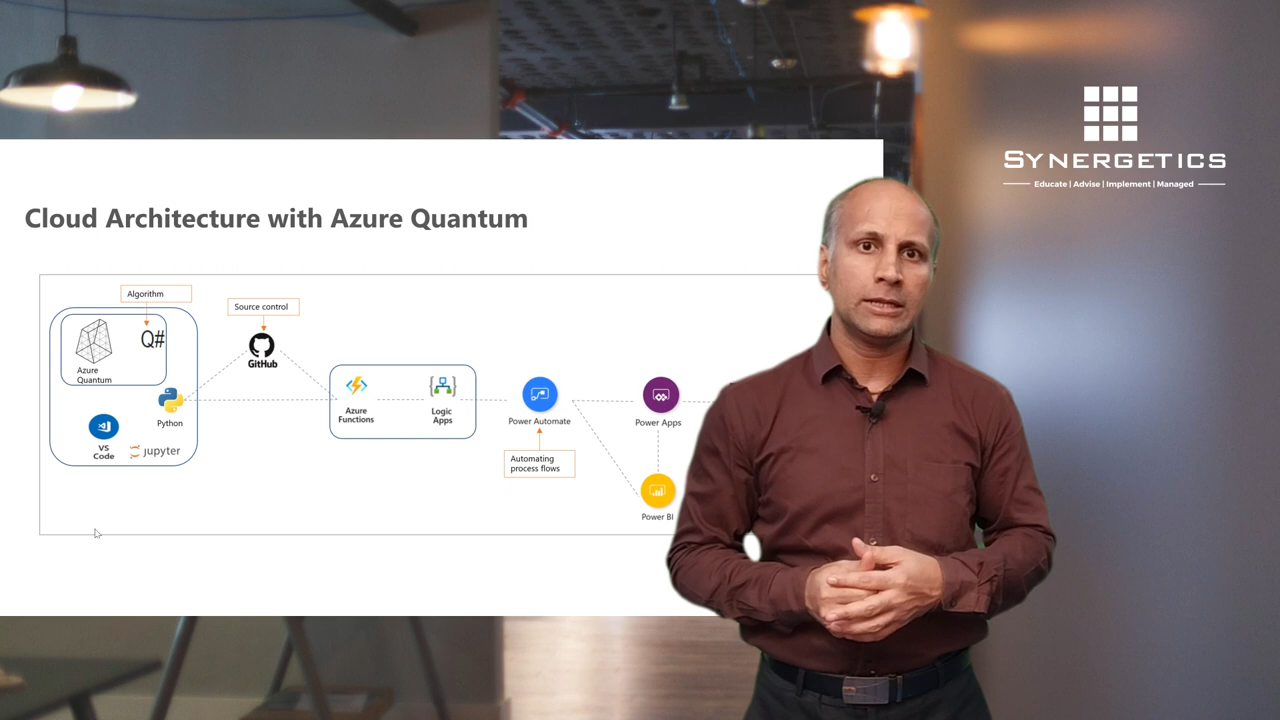 SYNERGETICS
Educate | Advise | Implement | Managed
Cloud Architecture with Azure Quantum
Algorithm
Source control
Q#
Azure
Quantum
GitHub
Python
VS
Code
jupyter
Azure
Functions
Logic
Apps
Power Automate
Power Apps
Automating
process flows
Power BI